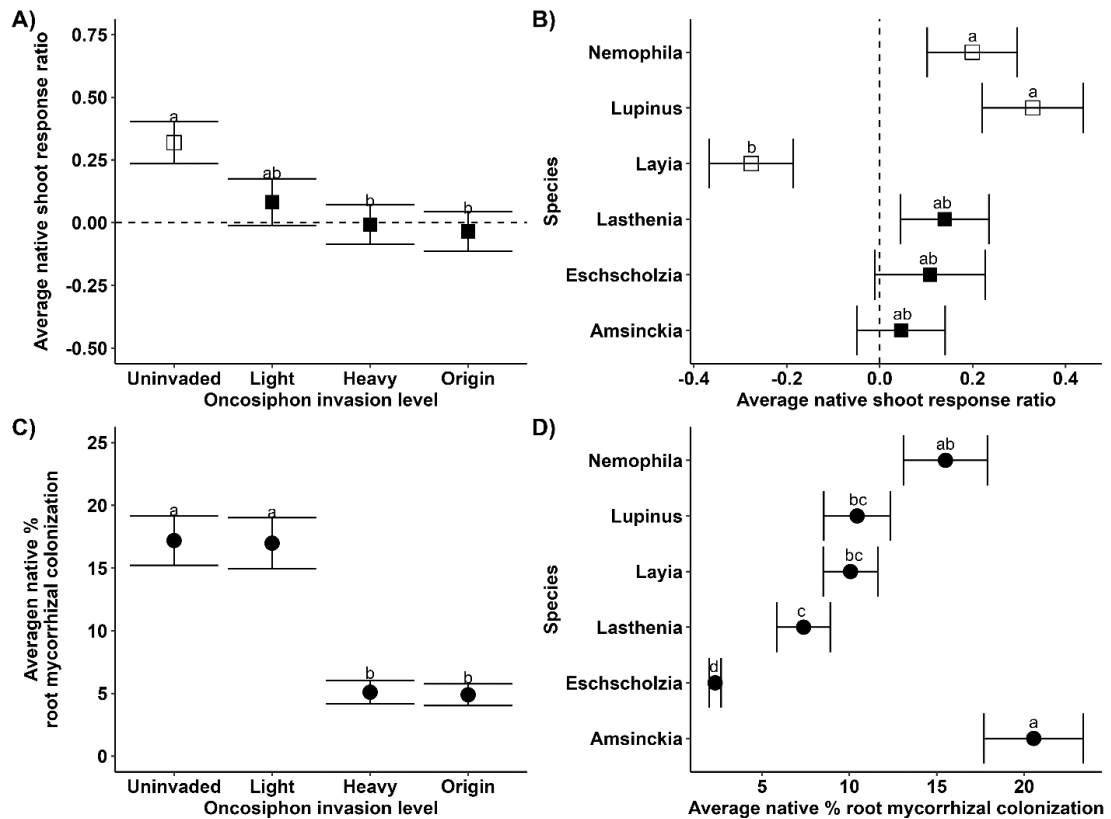 A)
Average native shoot response ratio
0.75
0.50
0.25
0.00
-0.25
-0.50
a
ab
b
b
Uninvaded Light Heavy Origin
Oncosiphon invasion level
B)
Species
Nemophila
Lupinus
Layia
Lasthenia
Eschscholzia
Amsinckia
a
a
b
ab
ab
ab
-0.4 -0.2 0.0 0.2 0.4
Average native shoot response ratio
C)
Averagen native %
root mycorrhizal colonization
25
20
15
10
5
0
a
a
b
b
Uninvaded Light Heavy Origin
Oncosiphon invasion level
D)
Species
Nemophila
Lupinus
Layia
Lasthenia
Eschscholzia
Amsinckia
ab
bc
bc
c
d
a
5 10 15 20
Average native % root mycorrhizal colonization